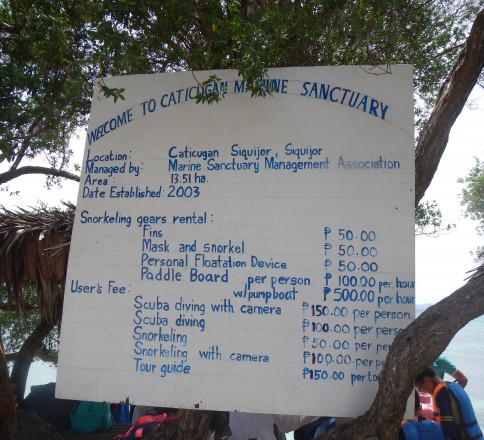 WELCOME TO CATICUGAN MARINE SANCTUARY
Location: Caticugan Siquijor, Siquijor
Managed by: Marine Sanctuary Management Association
Area: 13.51 ha.
Date Established: 2003
Snorkeling gears rental:
Fins ₱ 50.00
Mask and snorkel ₱ 50.00
Personal Floatation Device ₱ 50.00
Paddle Board per person ₱ 100.00 per hour
w/pumpboat ₱ 500.00 per hour
User's Fee:
Scuba diving with camera ₱150.00 per person
Scuba diving ₱100.00 per person
Snorkeling ₱50.00 per person
Snorkeling with camera ₱100.00 per
Tour guide ₱150.00 per